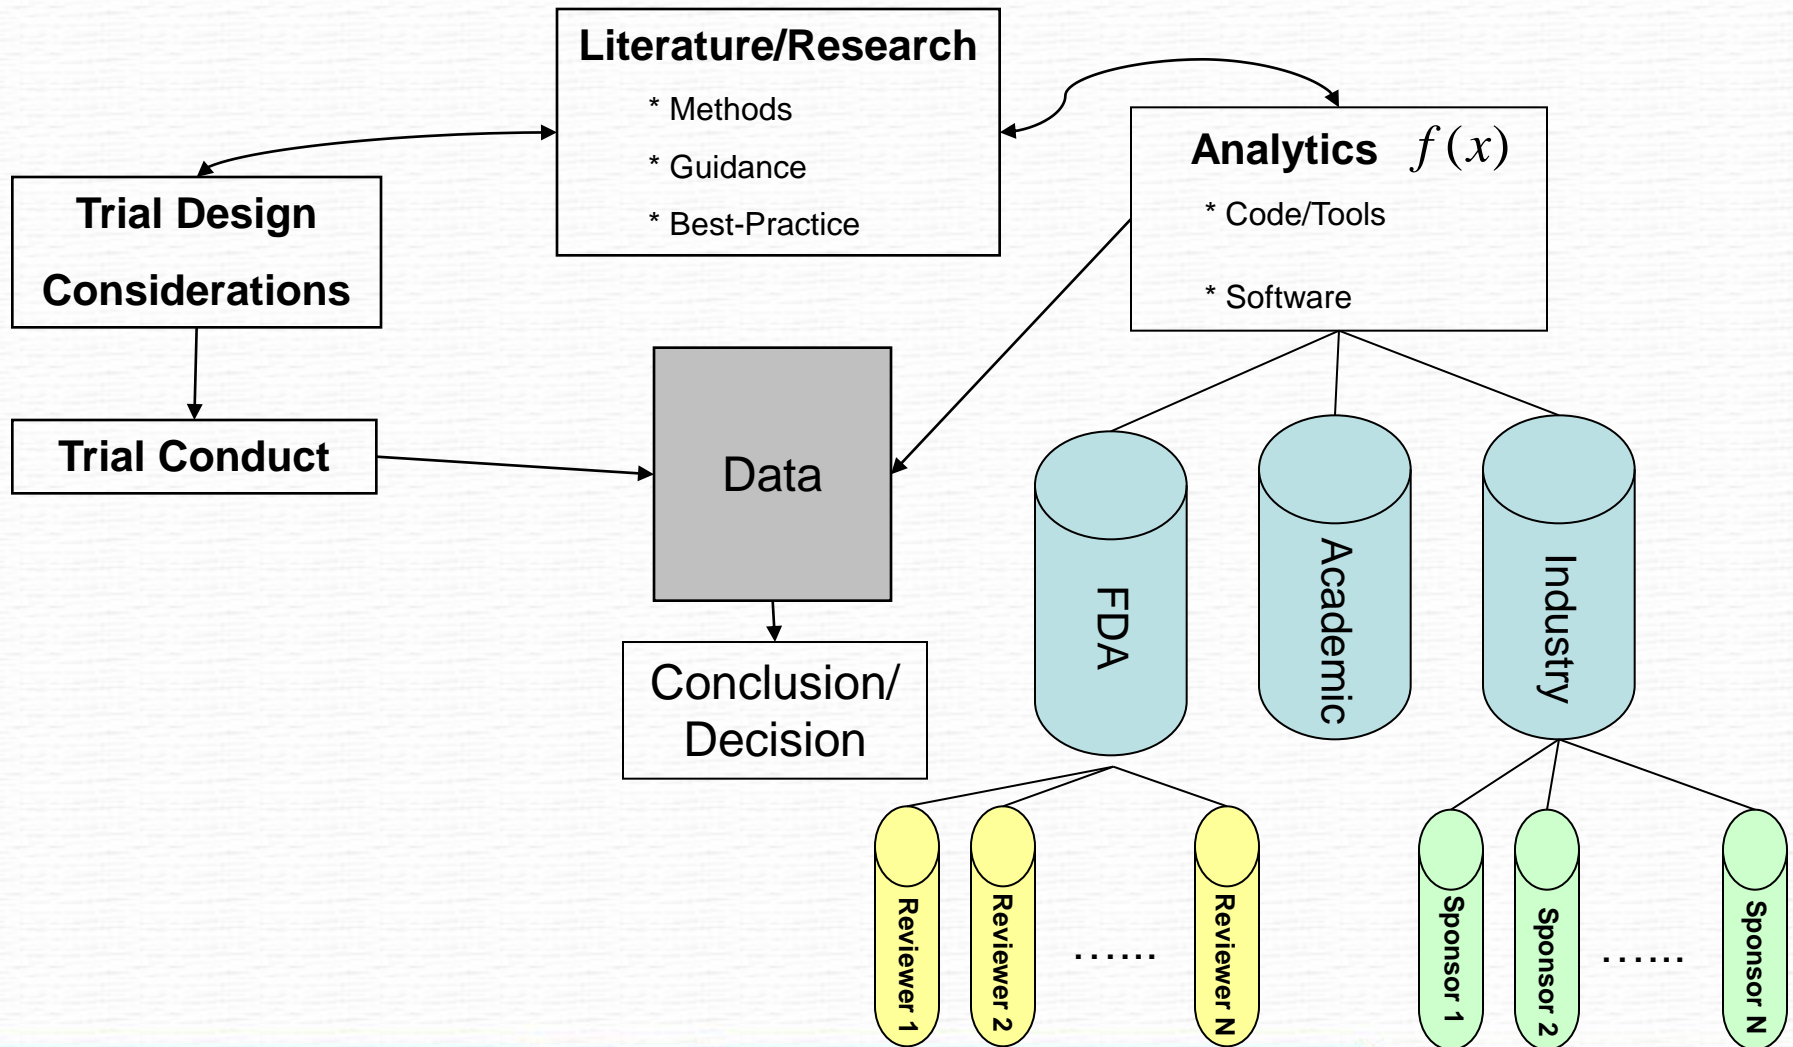 Literature/Research
* Methods
* Guidance
* Best-Practice
Analytics f(x)
* Code/Tools
* Software
Trial Design
Considerations
Trial Conduct
Data
Conclusion/
Decision
FDA
Academic
Industry
Reviewer 1
Reviewer 2
......
Reviewer N
Sponsor 1
Sponsor 2
......
Sponsor N